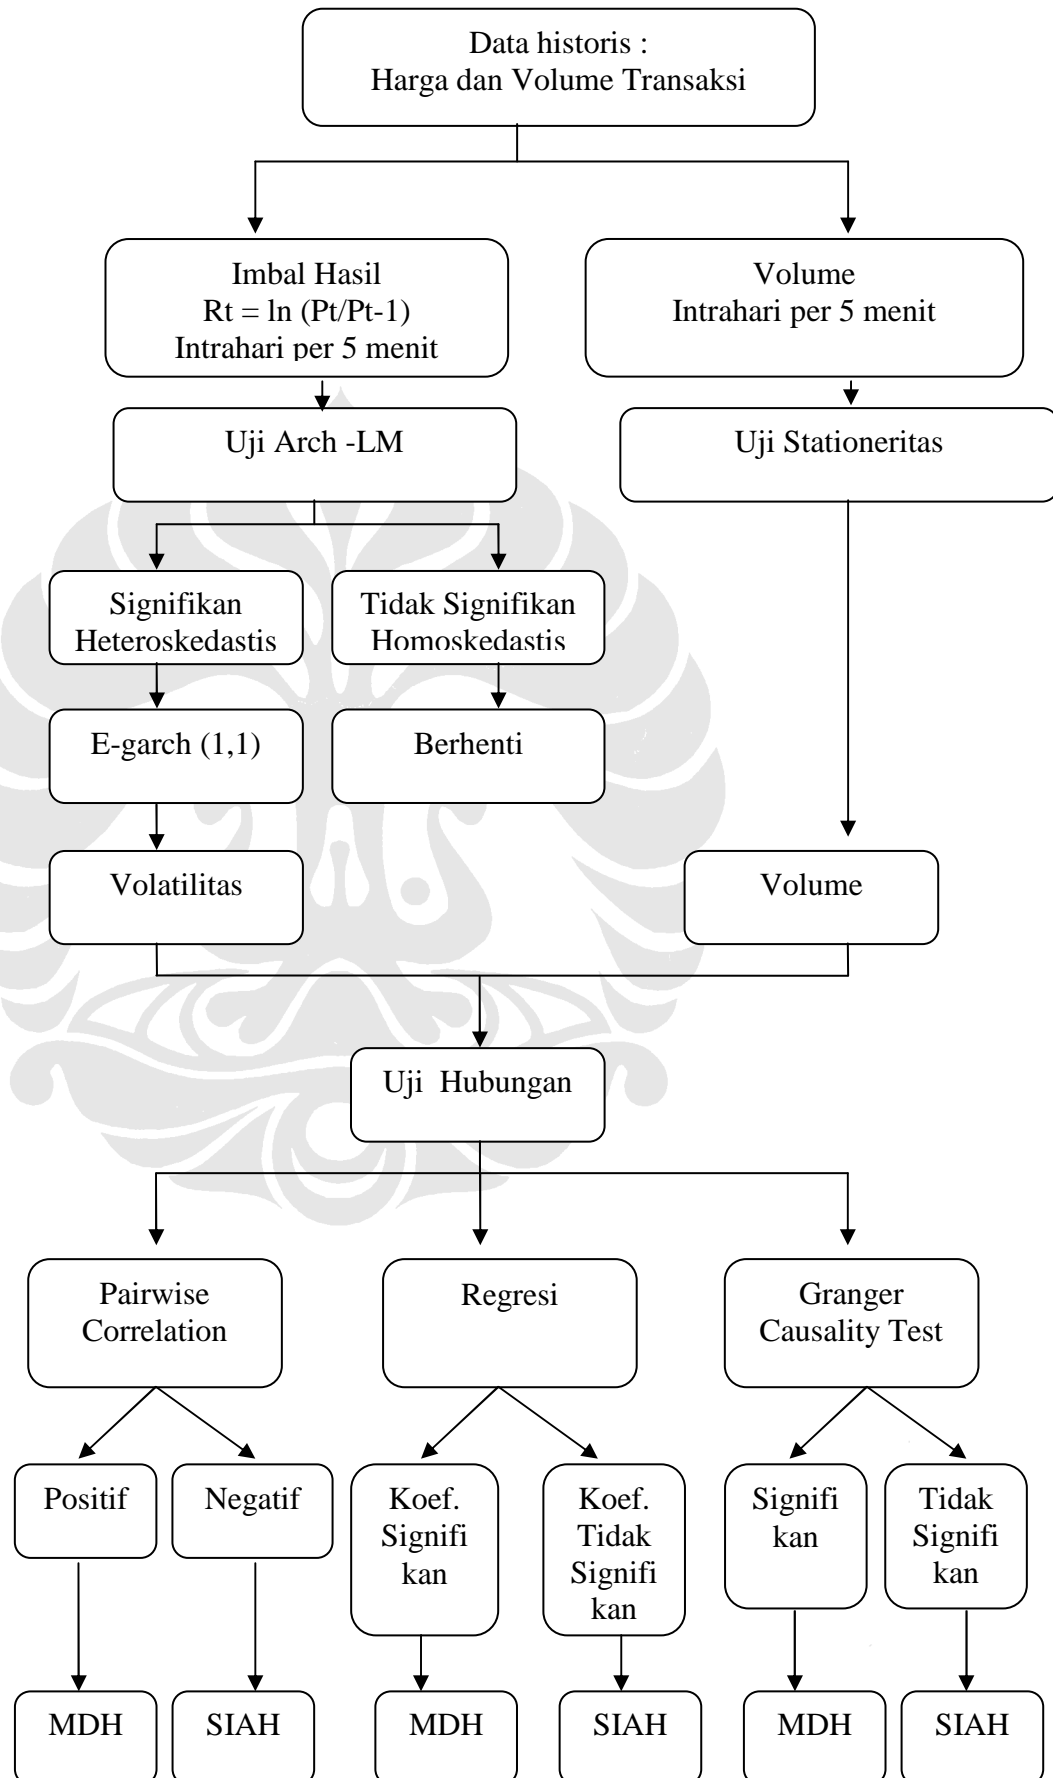 Data historis :
Harga dan Volume Transaksi
Imbal Hasil
Rt = ln (Pt/Pt-1)
Intrahari per 5 menit
Volume
Intrahari per 5 menit
Uji Arch -LM
Uji Stationeritas
Signifikan
Heteroskedastis
Tidak Signifikan
Homoskedastis
E-garch (1,1)
Berhenti
Volatilitas
Volume
Uji  Hubungan
Pairwise
Correlation
Regresi
Granger
Causality Test
Positif
Negatif
Koef.
Signifi
kan
Koef.
Tidak
Signifi
kan
Signifi
kan
Tidak
Signifi
kan
MDH
SIAH
MDH
SIAH
MDH
SIAH